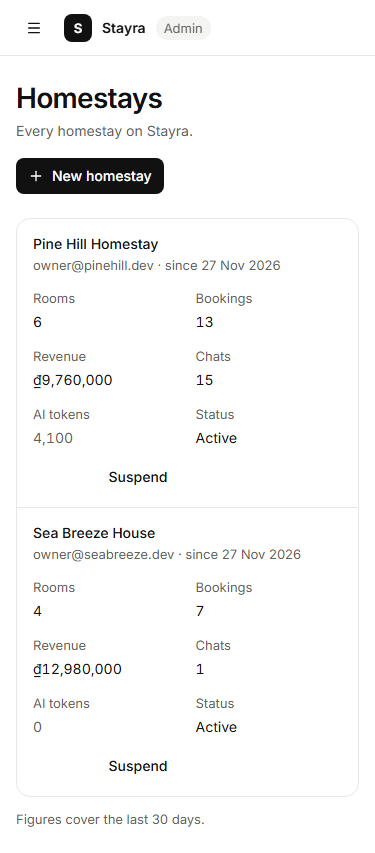 S Stayra Admin
Homestays
Every homestay on Stayra.
+ New homestay
Pine Hill Homestay
owner@pinehill.dev · since 27 Nov 2026
Rooms Bookings
6 13
Revenue Chats
₫9,760,000 15
AI tokens Status
4,100 Active
Suspend
Sea Breeze House
owner@seabreeze.dev · since 27 Nov 2026
Rooms Bookings
4 7
Revenue Chats
₫12,980,000 1
AI tokens Status
0 Active
Suspend
Figures cover the last 30 days.